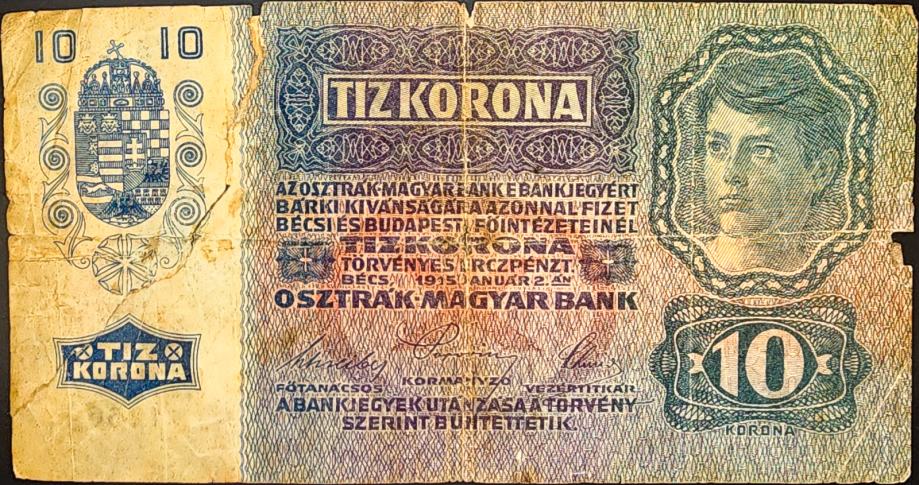 10 10
TIZ KORONA
AZ OSZTRÁK-MAGYAR BANK E BANKJEGYÉRT
BÁRKI KIVÁNSÁGÁRA AZONNAL FIZET
BÉCSI ÉS BUDAPESTI FŐINTÉZETEINÉL
TIZ KORONA
TÖRVÉNYES ÉRCZPÉNZT.
BÉCS, 1915 JANUÁR 2.-ÁN
OSZTRÁK-MAGYAR BANK
FŐTANÁCSOS KORMÁNYZÓ VEZÉRTITKÁR
A BANKJEGYEK UTÁNZÁSA A TÖRVÉNY
SZERINT BÜNTETTETIK.
TIZ
KORONA
10
KORONA